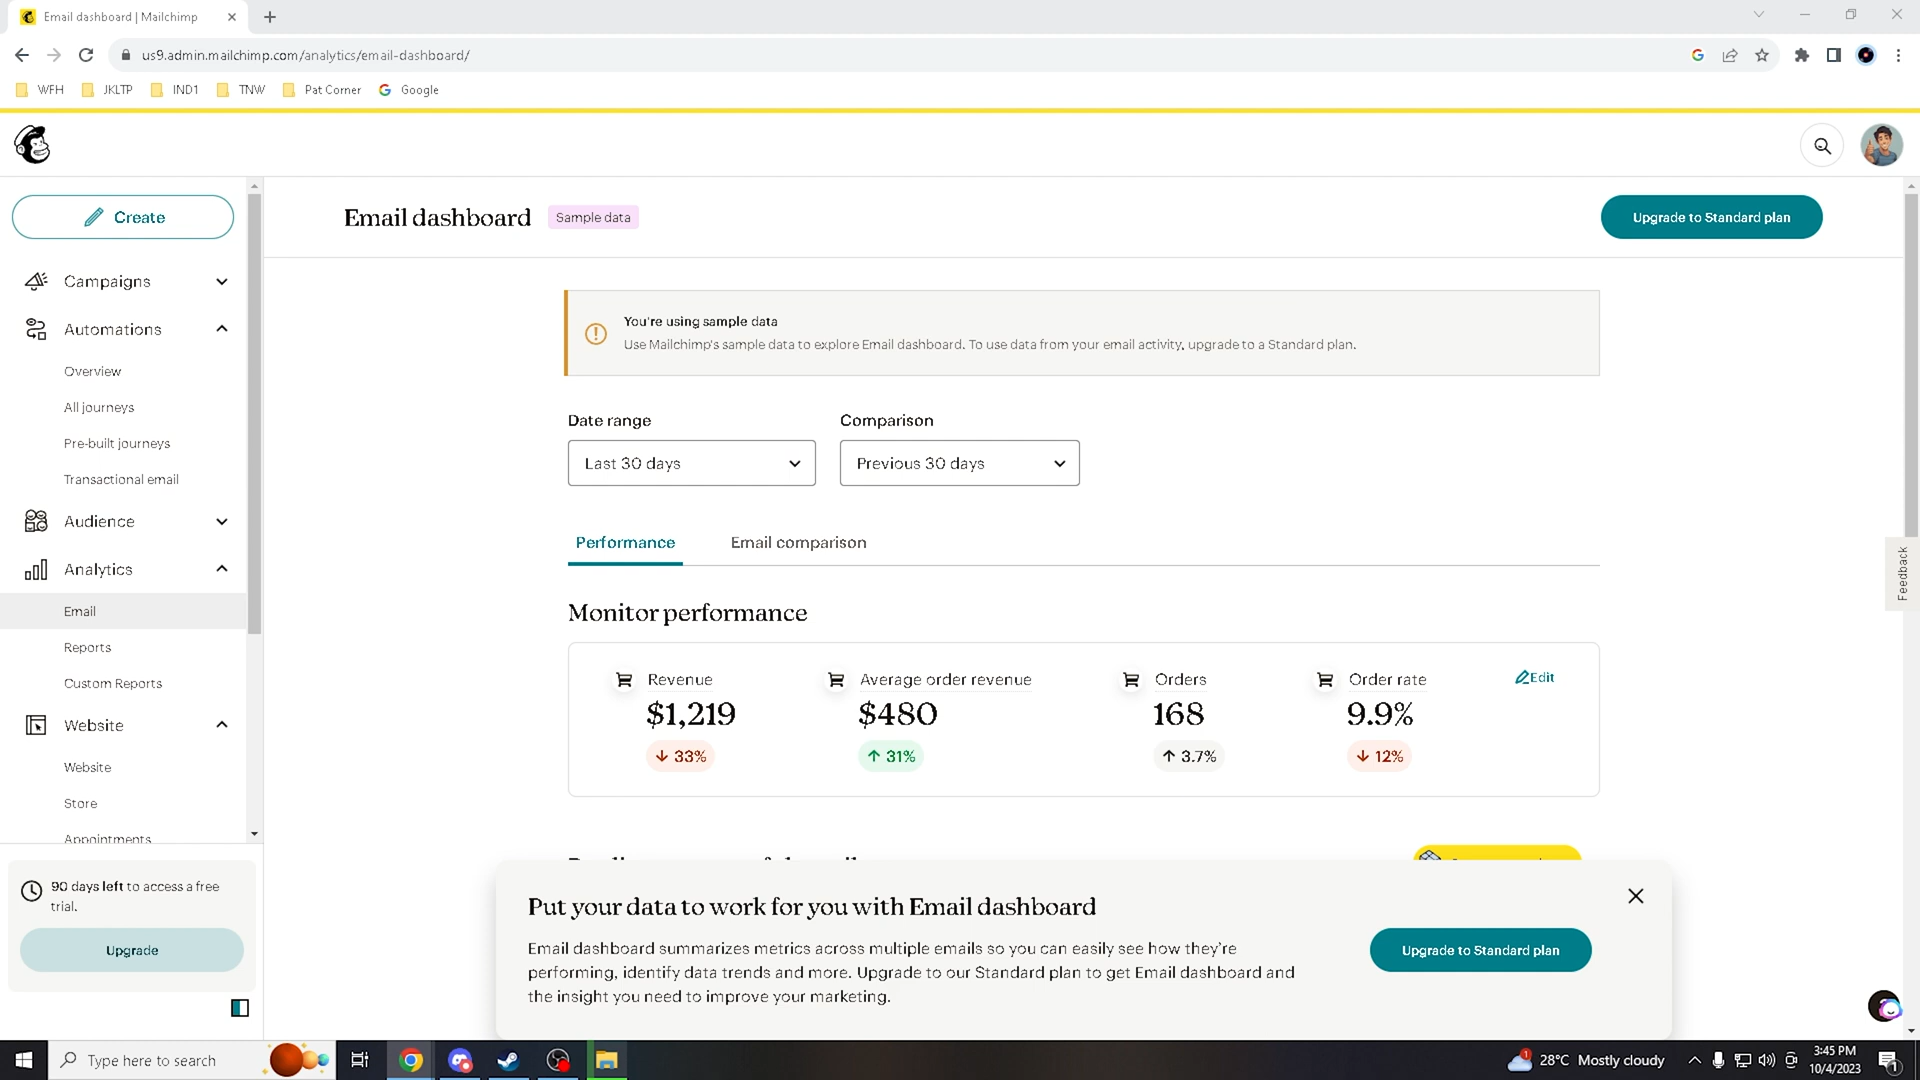 Email dashboard | Mailchimp
us9.admin.mailchimp.com/analytics/email-dashboard/
WFH
JKLTP
IND1
TNW
Pat Corner
Google
Create
Campaigns
Automations
Overview
All journeys
Pre-built journeys
Transactional email
Audience
Analytics
Email
Reports
Custom Reports
Website
Website
Store
Appointments
90 days left to access a free
trial.
Upgrade
Email dashboard
Sample data
Upgrade to Standard plan
You're using sample data
Use Mailchimp's sample data to explore Email dashboard. To use data from your email activity, upgrade to a Standard plan.
Date range
Comparison
Last 30 days
Previous 30 days
Performance
Email comparison
Monitor performance
Revenue
$1,219
33%
Average order revenue
$480
31%
Orders
168
3.7%
Order rate
9.9%
12%
Edit
Feedback
Put your data to work for you with Email dashboard
Email dashboard summarizes metrics across multiple emails so you can easily see how they're
performing, identify data trends and more. Upgrade to our Standard plan to get Email dashboard and
the insight you need to improve your marketing.
Upgrade to Standard plan
Type here to search
1
28°C Mostly cloudy
3:45 PM
10/4/2023
1